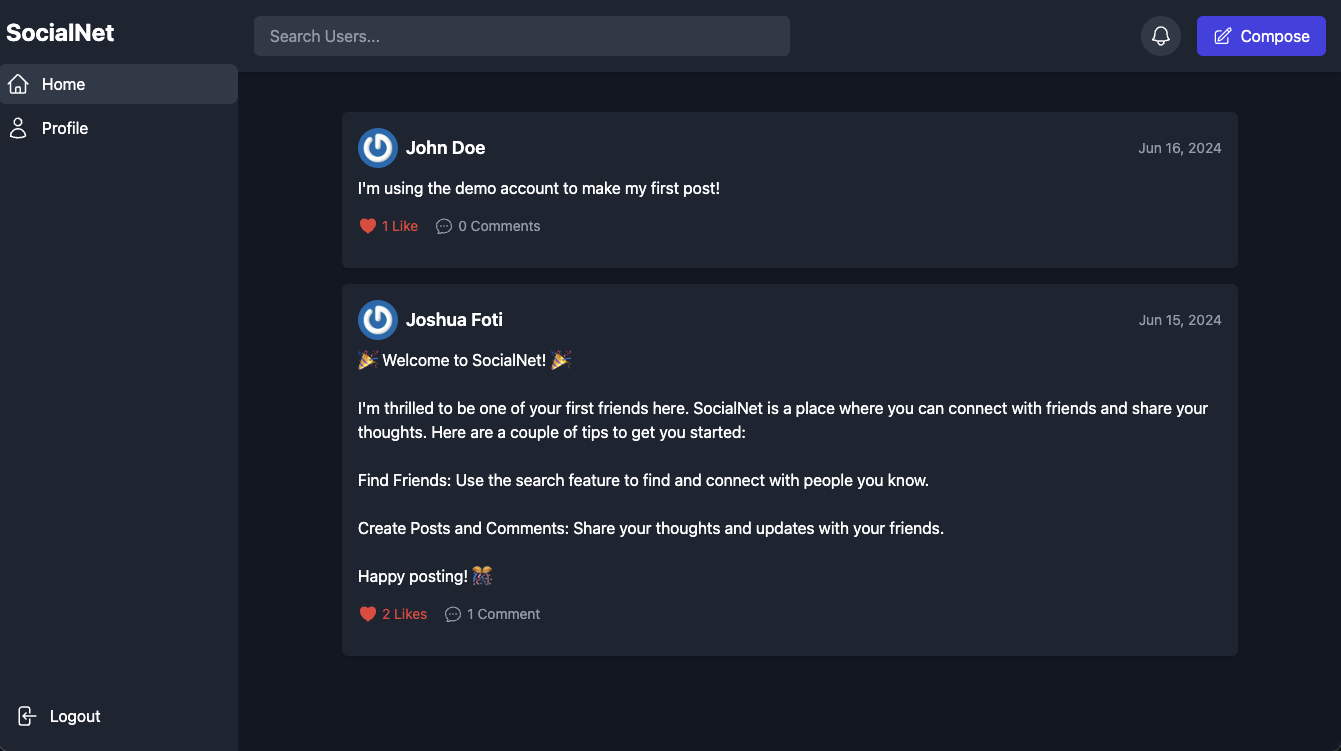 SocialNet
Search Users...
Compose
Home
Profile
John Doe
Jun 16, 2024
I'm using the demo account to make my first post!
1 Like
0 Comments
Joshua Foti
Jun 15, 2024
🎉 Welcome to SocialNet! 🎉
I'm thrilled to be one of your first friends here. SocialNet is a place where you can connect with friends and share your
thoughts. Here are a couple of tips to get you started:
Find Friends: Use the search feature to find and connect with people you know.
Create Posts and Comments: Share your thoughts and updates with your friends.
Happy posting! 🎊
2 Likes
1 Comment
Logout